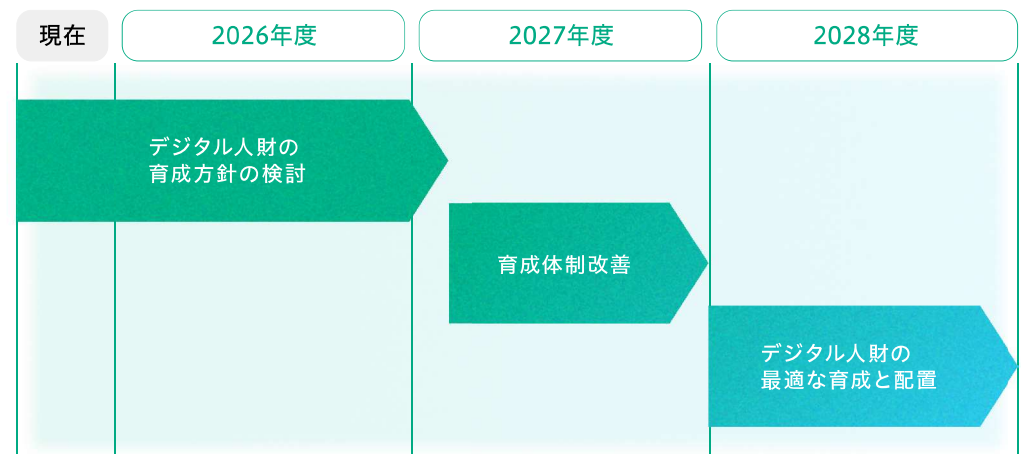 現在
2026年度
2027年度
2028年度
デジタル人財の
育成方針の検討
育成体制改善
デジタル人財の
最適な育成と配置